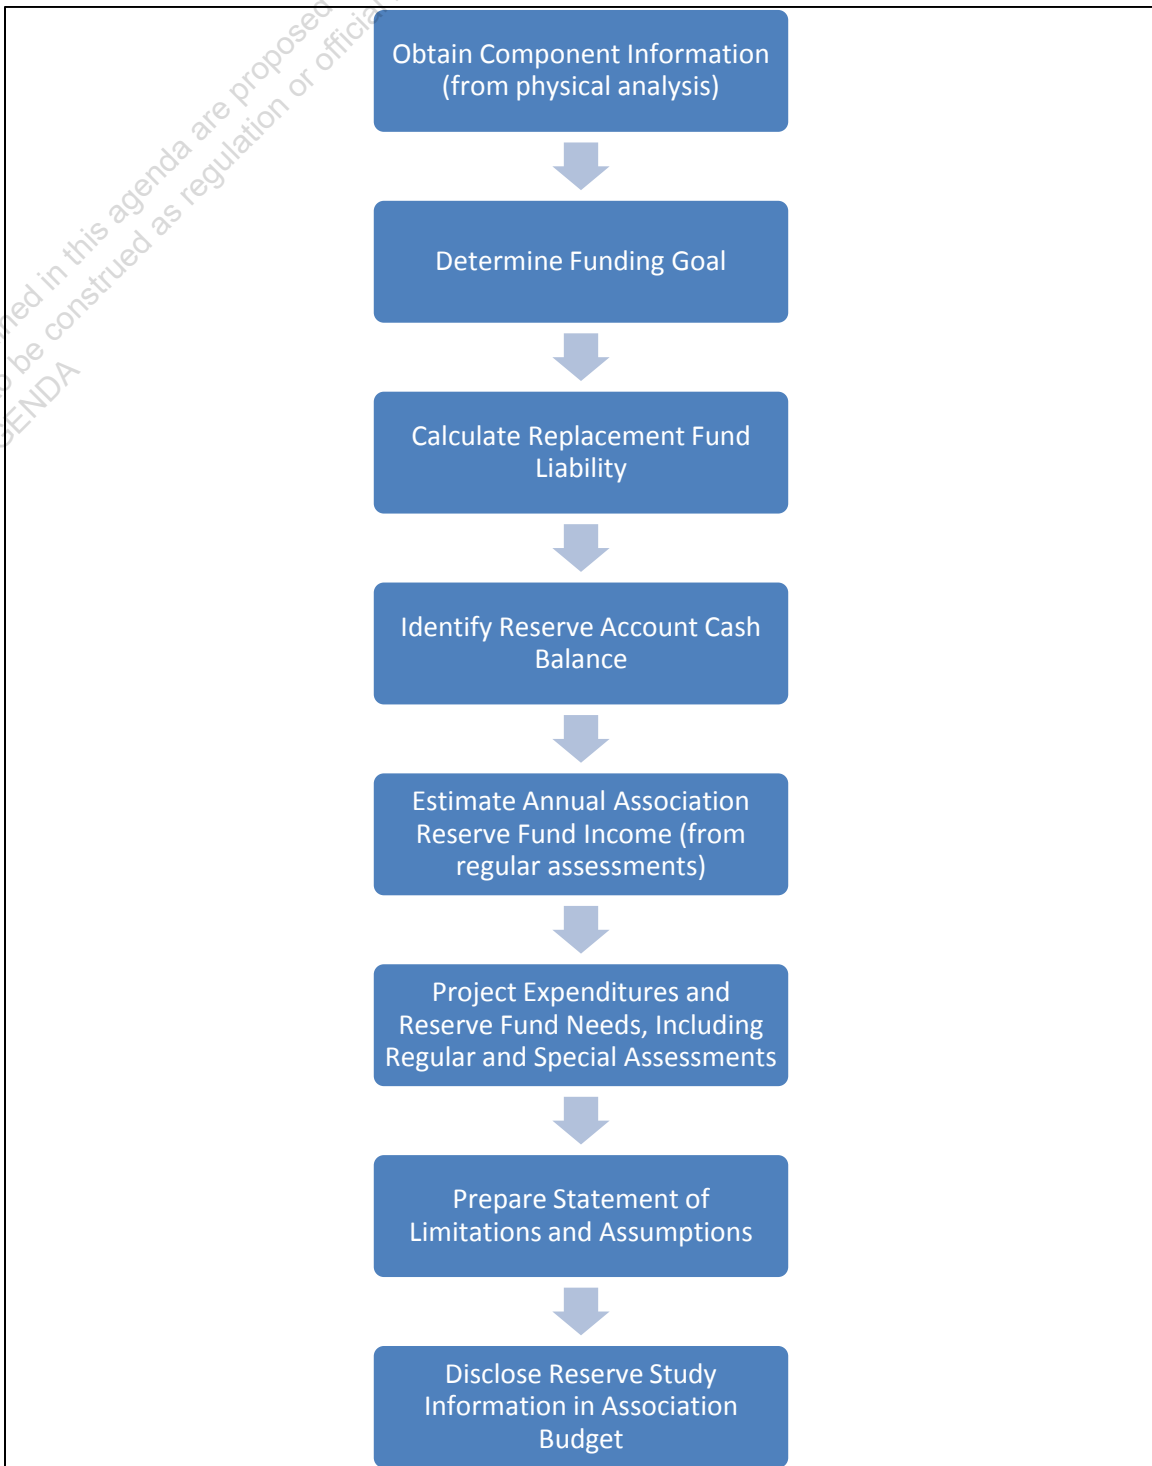 ined in this agenda are proposed
o be construed as regulation or official
GENDA
Obtain Component Information
(from physical analysis)
Determine Funding Goal
Calculate Replacement Fund
Liability
Identify Reserve Account Cash
Balance
Estimate Annual Association
Reserve Fund Income (from
regular assessments)
Project Expenditures and
Reserve Fund Needs, Including
Regular and Special Assessments
Prepare Statement of
Limitations and Assumptions
Disclose Reserve Study
Information in Association
Budget